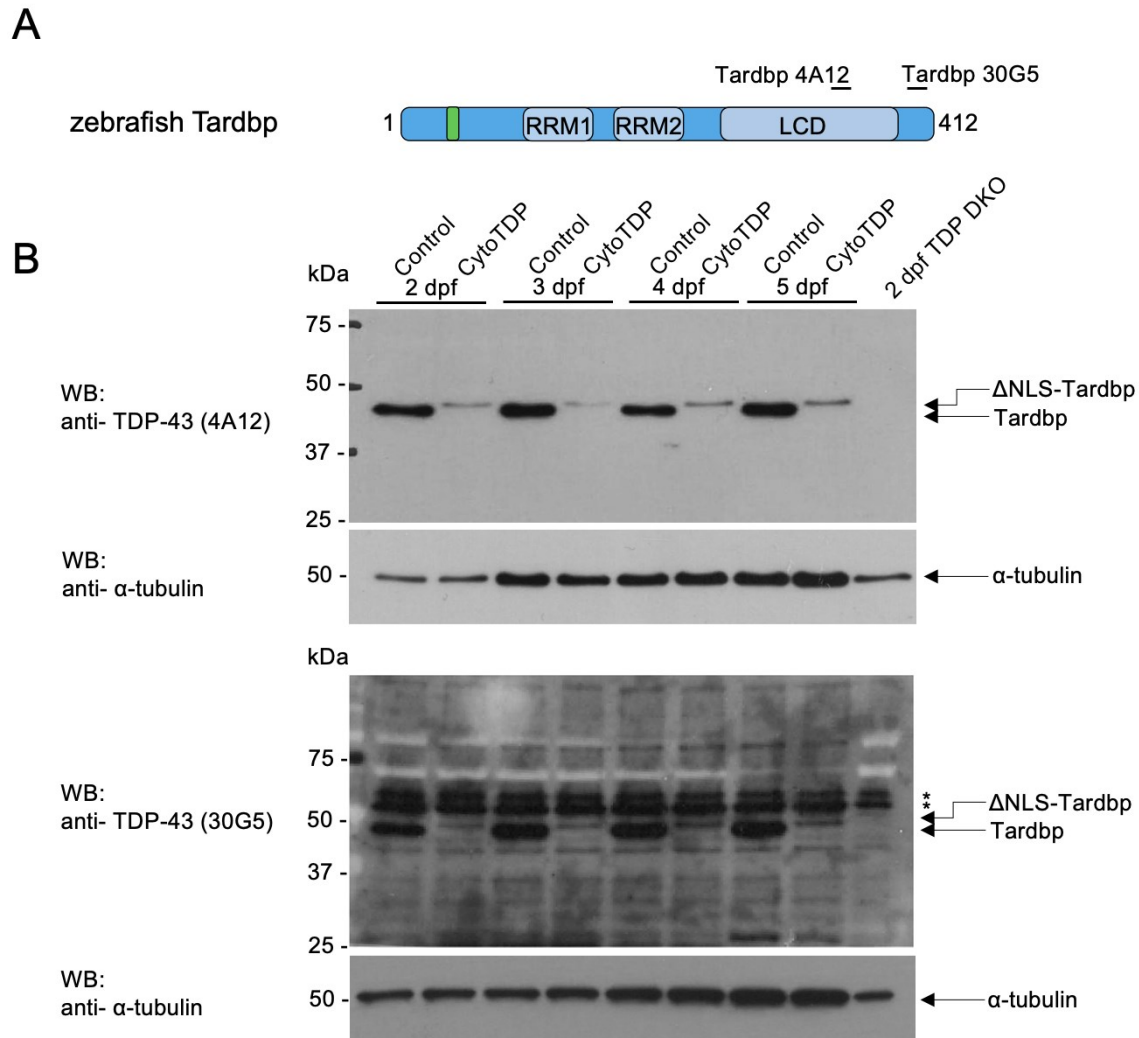 A
Tardbp 4A12 Tardbp 30G5
zebrafish Tardbp 1 RRM1 RRM2 LCD 412
B
Control CytoTDP Control CytoTDP Control CytoTDP Control CytoTDP 2 dpf TDP DKO
kDa 2 dpf 3 dpf 4 dpf 5 dpf
75 -
50 -
WB:
anti- TDP-43 (4A12)
ΔNLS-Tardbp
Tardbp
37 -
25 -
WB:
anti- α-tubulin
50 -
α-tubulin
kDa
75 -
WB:
anti- TDP-43 (30G5)
*
*
ΔNLS-Tardbp
50 -
Tardbp
37 -
25 -
WB:
anti- α-tubulin
50 -
α-tubulin